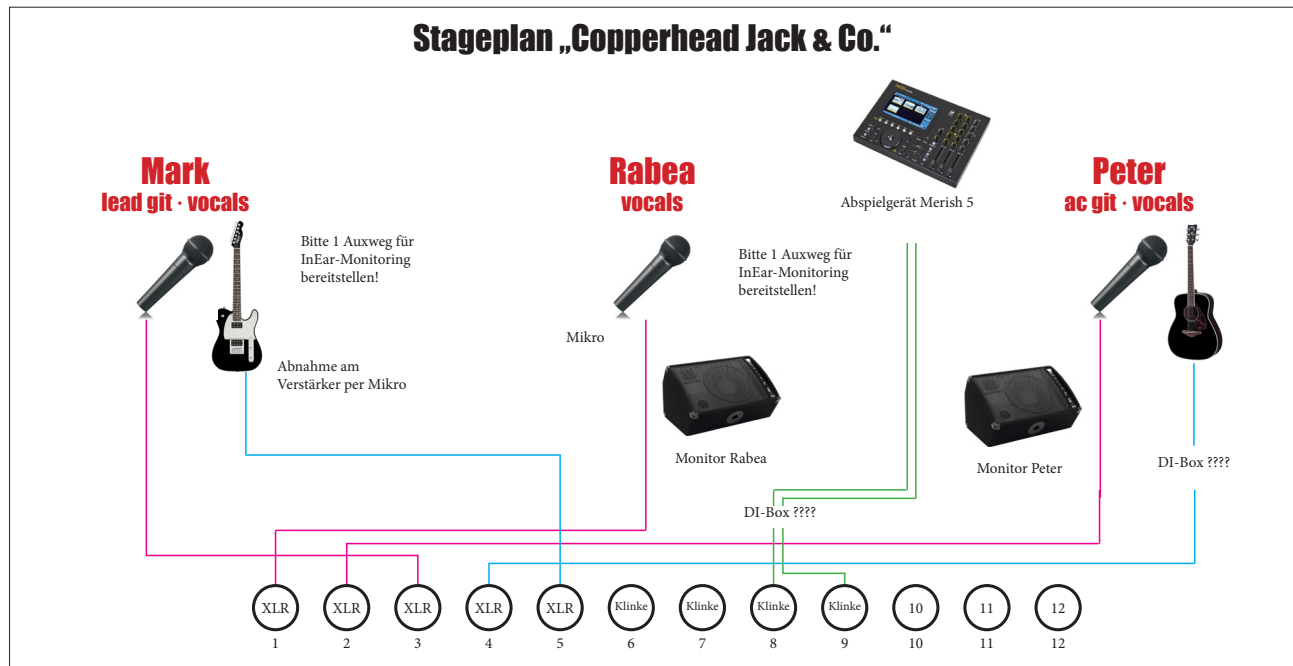 Stageplan „Copperhead Jack & Co.“
Mark
lead git · vocals
Rabea
vocals
Abspielgerät Merish 5
Peter
ac git · vocals
Bitte 1 Auxweg für
InEar-Monitoring
bereitstellen!
Bitte 1 Auxweg für
InEar-Monitoring
bereitstellen!
Mikro
Abnahme am
Verstärker per Mikro
Monitor Rabea
Monitor Peter
DI-Box ????
DI-Box ????
XLR XLR XLR XLR XLR Klinke Klinke Klinke Klinke 10 11 12
1 2 3 4 5 6 7 8 9 10 11 12